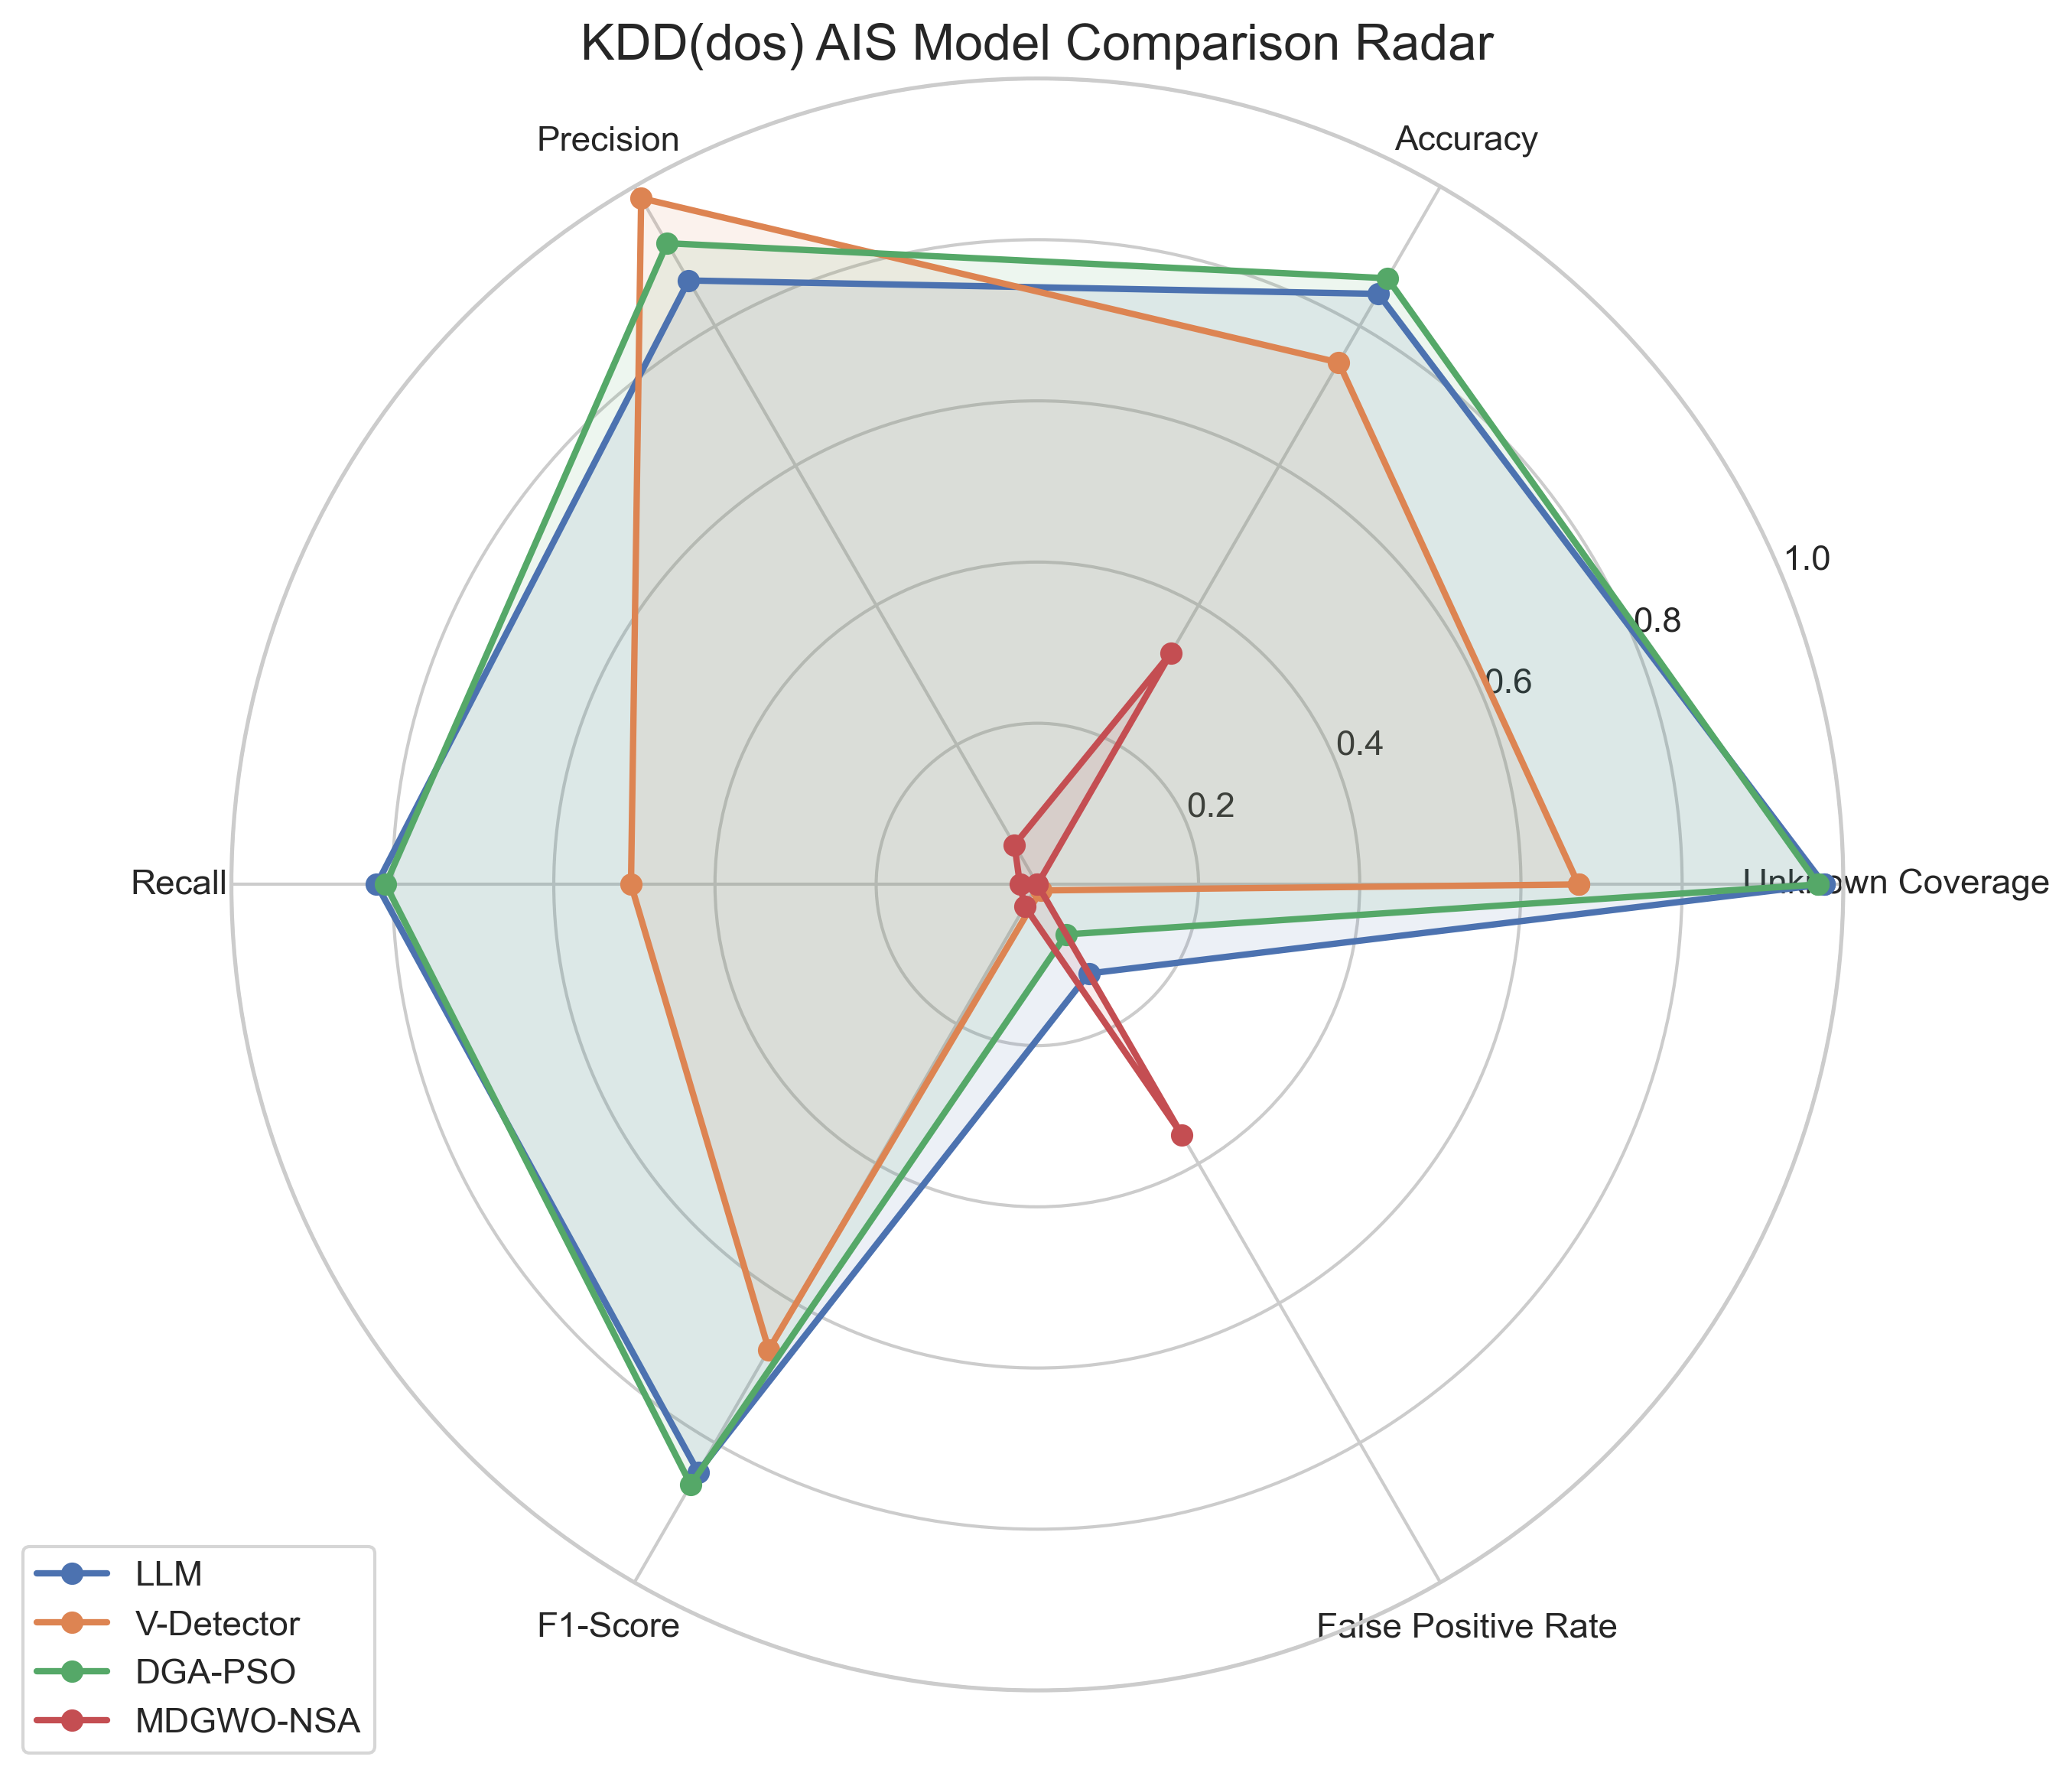 KDD(dos) AIS Model Comparison Radar
Precision
Accuracy
1.0
0.8
0.6
0.4
0.2
Recall
Unknown Coverage
F1-Score
False Positive Rate
LLM
V-Detector
DGA-PSO
MDGWO-NSA